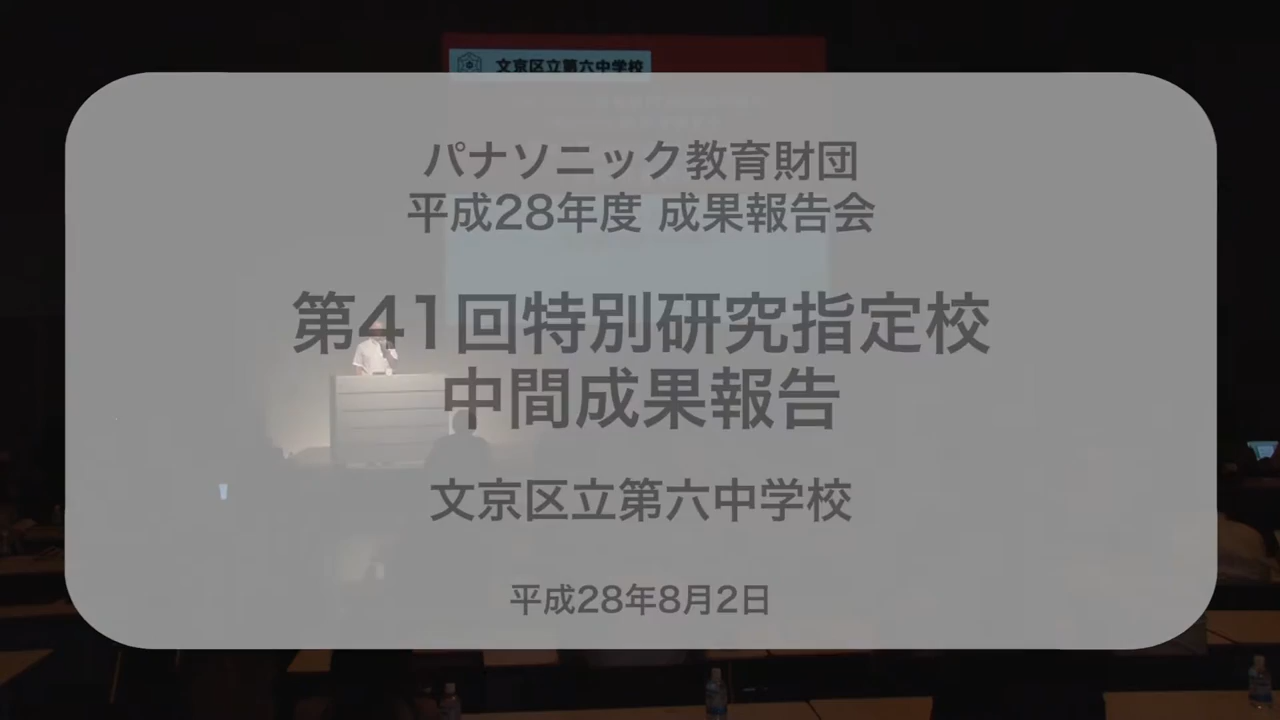 文京区立第六中学校
パナソニック教育財団
平成28年度 成果報告会
第41回特別研究指定校
中間成果報告
文京区立第六中学校
平成28年8月2日